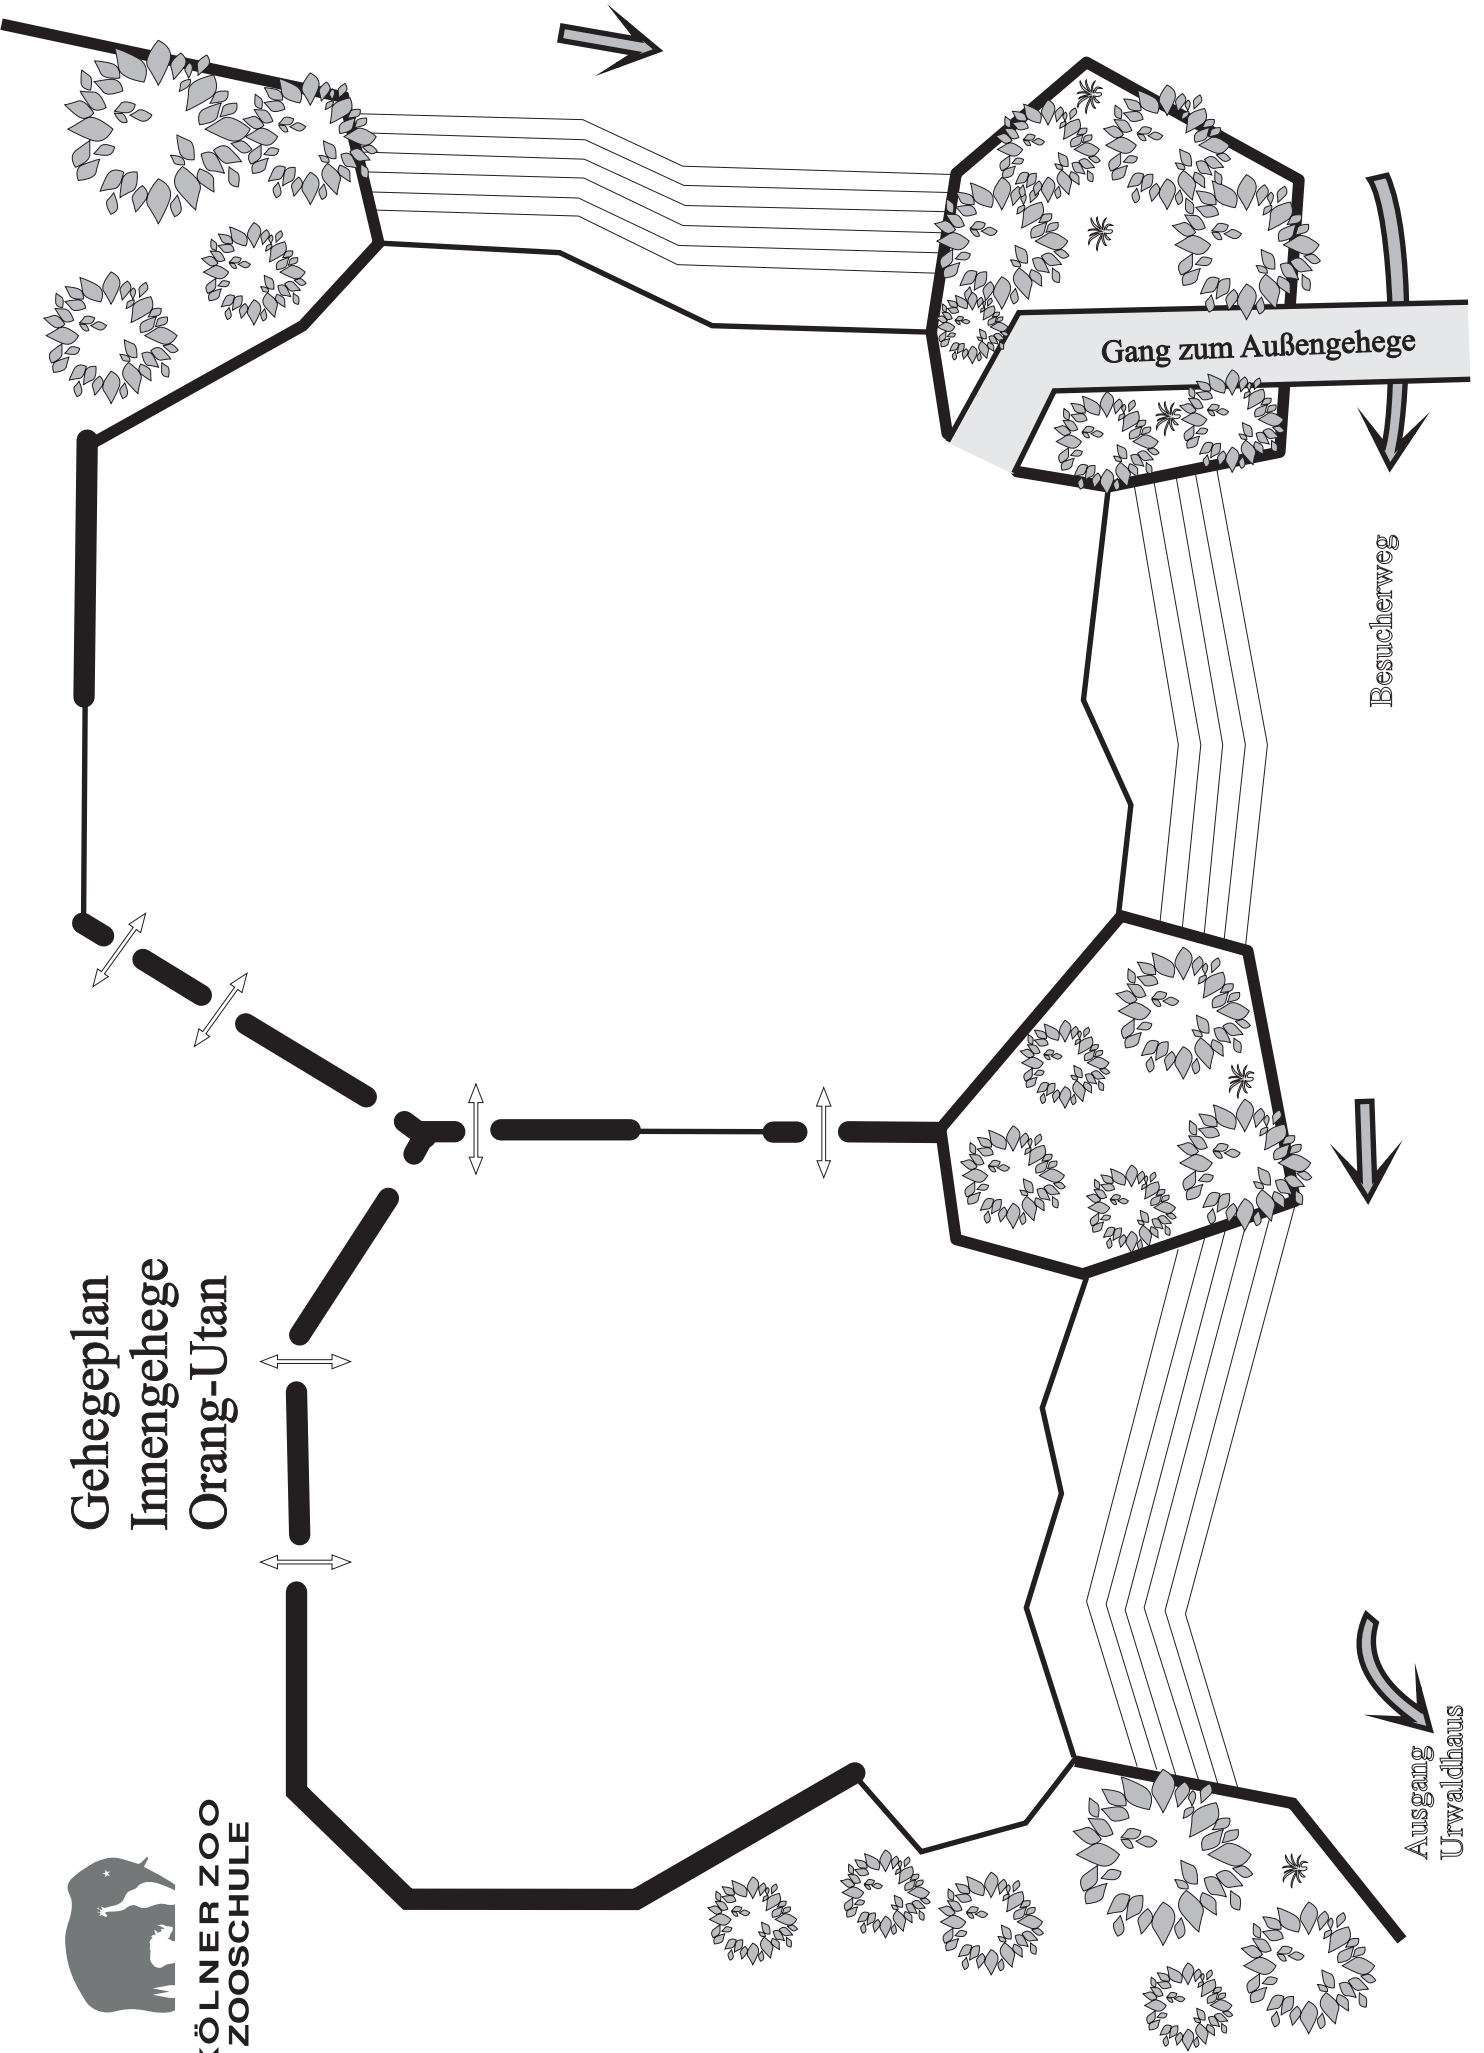 Gang zum Außengehege
Besucherweg
Gehegeplan
Innengehege
Orang-Utan
Ausgang
Urwaldhaus
KÖLNER ZOO
ZOOSCHULE